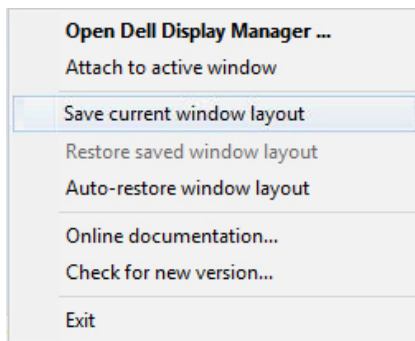 Open Dell Display Manager ...
Attach to active window
Save current window layout
Restore saved window layout
Auto-restore window layout
Online documentation...
Check for new version...
Exit